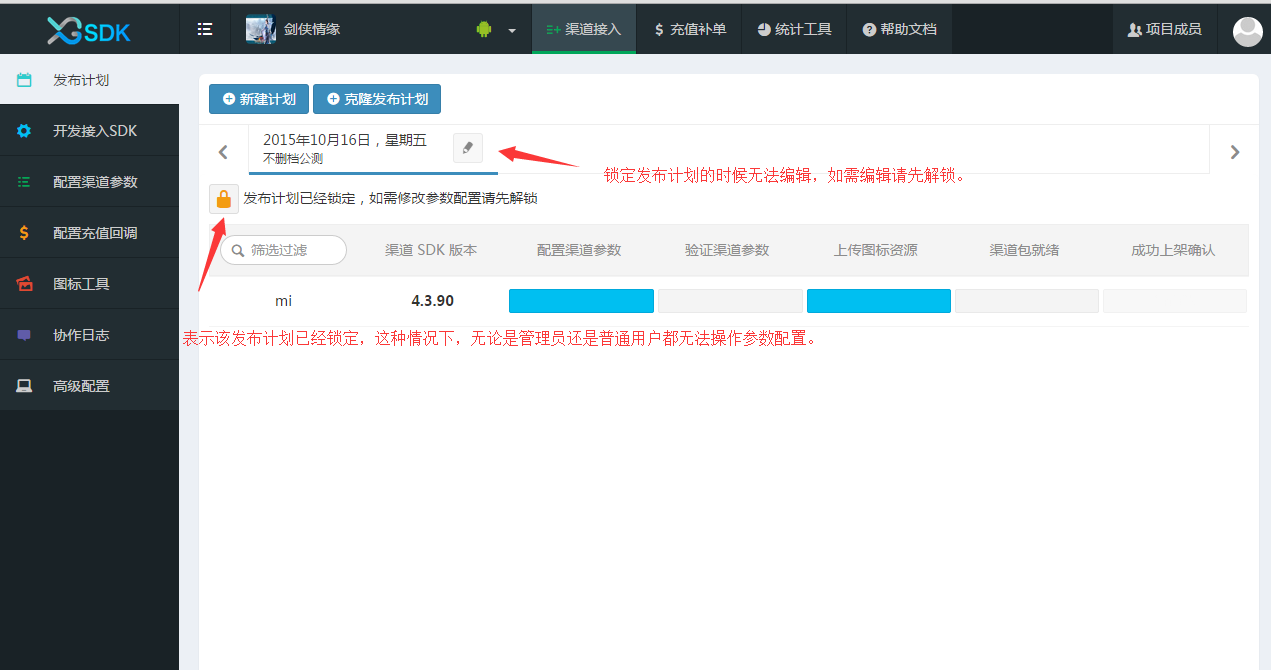 XGSDK
剑侠情缘
渠道接入
$ 充值补单
统计工具
帮助文档
项目成员
发布计划
开发接入SDK
配置渠道参数
配置充值回调
图标工具
协作日志
高级配置
新建计划
克隆发布计划
2015年10月16日，星期五
不删档公测
锁定发布计划的时候无法编辑，如需编辑请先解锁。
发布计划已经锁定，如需修改参数配置请先解锁
筛选过滤
渠道 SDK 版本
配置渠道参数
验证渠道参数
上传图标资源
渠道包就绪
成功上架确认
mi
4.3.90
表示该发布计划已经锁定，这种情况下，无论是管理员还是普通用户都无法操作参数配置。